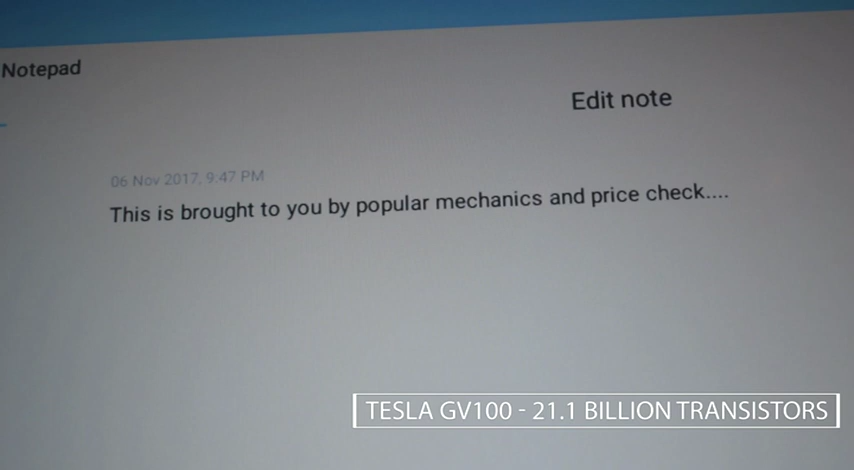 Notepad
Edit note
06 Nov 2017, 9:47 PM
This is brought to you by popular mechanics and price check....
TESLA GV100 - 21.1 BILLION TRANSISTORS